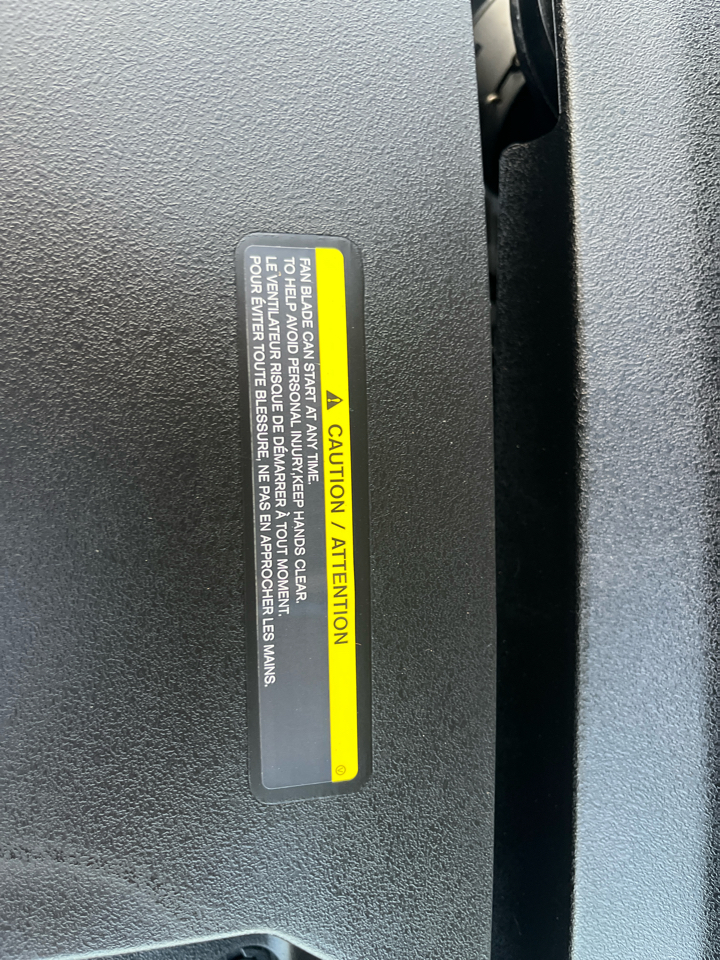 CAUTION / ATTENTION
FAN BLADE CAN START AT ANY TIME.
TO HELP AVOID PERSONAL INJURY,KEEP HANDS CLEAR.
LE VENTILATEUR RISQUE DE DÉMARRER À TOUT MOMENT.
POUR ÉVITER TOUTE BLESSURE, NE PAS EN APPROCHER LES MAINS.